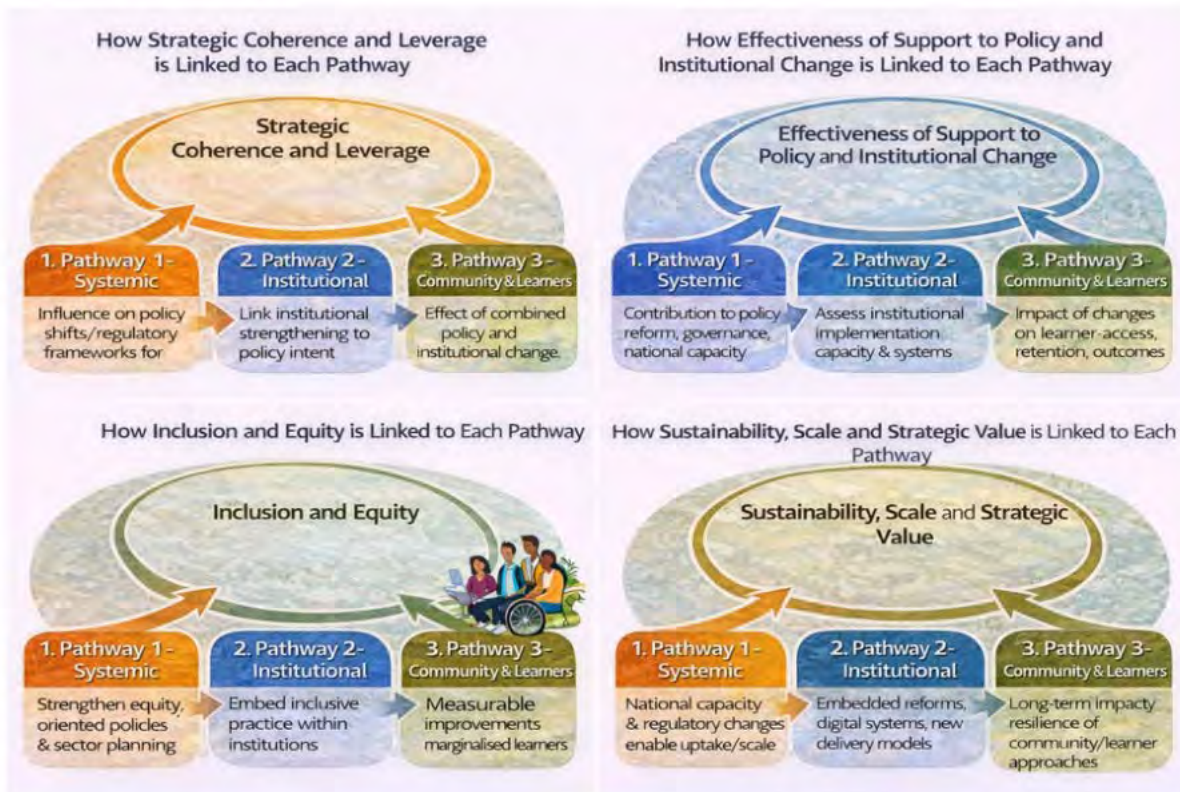 How Strategic Coherence and Leverage
is Linked to Each Pathway
Strategic
Coherence and Leverage
1. Pathway 1-
Systemic
Influence on policy
shifts/regulatory
frameworks for
2. Pathway 2-
Institutional
Link institutional
strengthening to
policy intent
3. Pathway 3-
Community & Learners
Effect of combined
policy and
institutional change.
How Effectiveness of Support to Policy and
Institutional Change is Linked to Each Pathway
Effectiveness of Support to
Policy and Institutional Change
1. Pathway 1-
Systemic
Contribution to policy
reform, governance,
national capacity
2. Pathway 2-
Institutional
Assess institutional
implementation
capacity & systems
3. Pathway 3-
Community & Learners
Impact of changes
on learner-access,
retention, outcomes
How Inclusion and Equity is Linked to Each Pathway
Inclusion and Equity
1. Pathway 1-
Systemic
Strengthen equity,
oriented policies
& sector planning
2. Pathway 2-
Institutional
Embed inclusive
practice within
institutions
3. Pathway 3-
Community & Learners
Measurable
improvements
marginalised learners
How Sustainability, Scale and Strategic Value is Linked to Each
Pathway
Sustainability, Scale and Strategic
Value
1. Pathway 1-
Systemic
National capacity
& regulatory changes
enable uptake/scale
2. Pathway 2-
Institutional
Embedded reforms,
digital systems, new
delivery models
3. Pathway 3-
Community & Learners
Long-term impacty
resilience of
community/learner
approaches